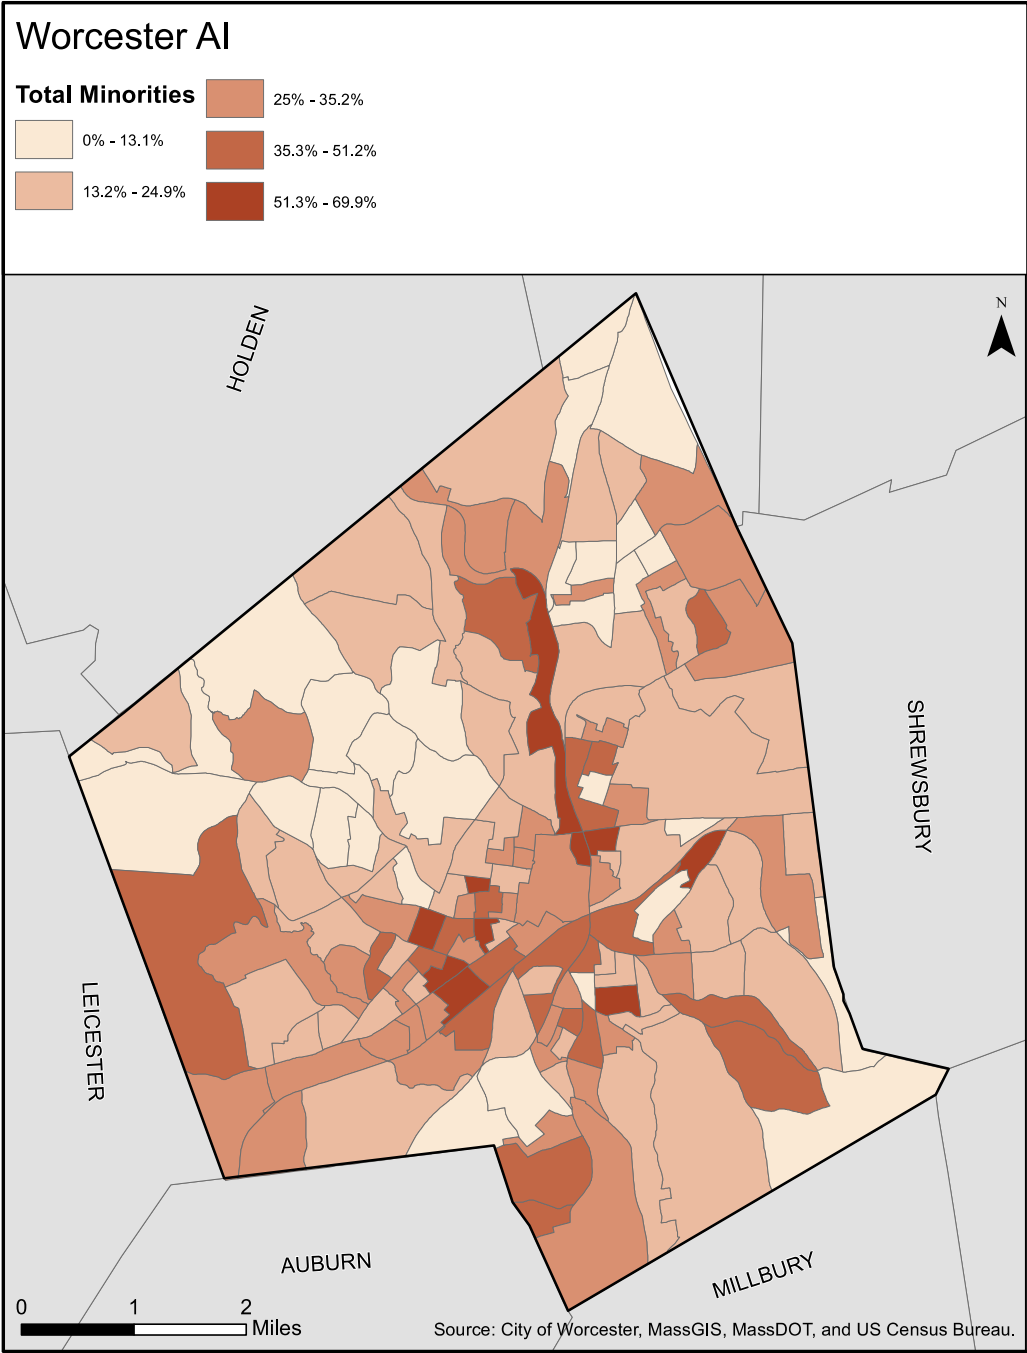 Worcester AI
Total Minorities
0% - 13.1%
13.2% - 24.9%
25% - 35.2%
35.3% - 51.2%
51.3% - 69.9%
HOLDEN
N
SHREWSBURY
LEICESTER
AUBURN
MILLBURY
0 1 2
Miles
Source: City of Worcester, MassGIS, MassDOT, and US Census Bureau.